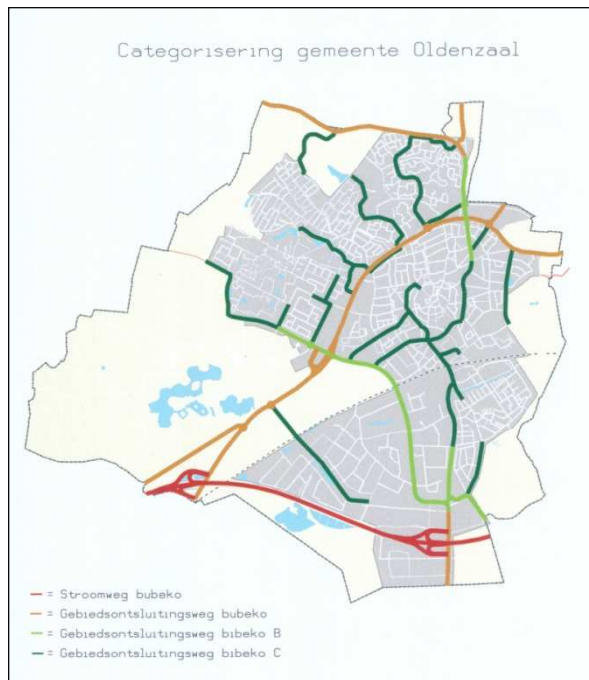 Categorisering gemeente Oldenzaal
= Stroomweg bubeko
= Gebiedsontsluitingsweg bubeko
= Gebiedsontsluitingsweg bibeko B
= Gebiedsontsluitingsweg bibeko C